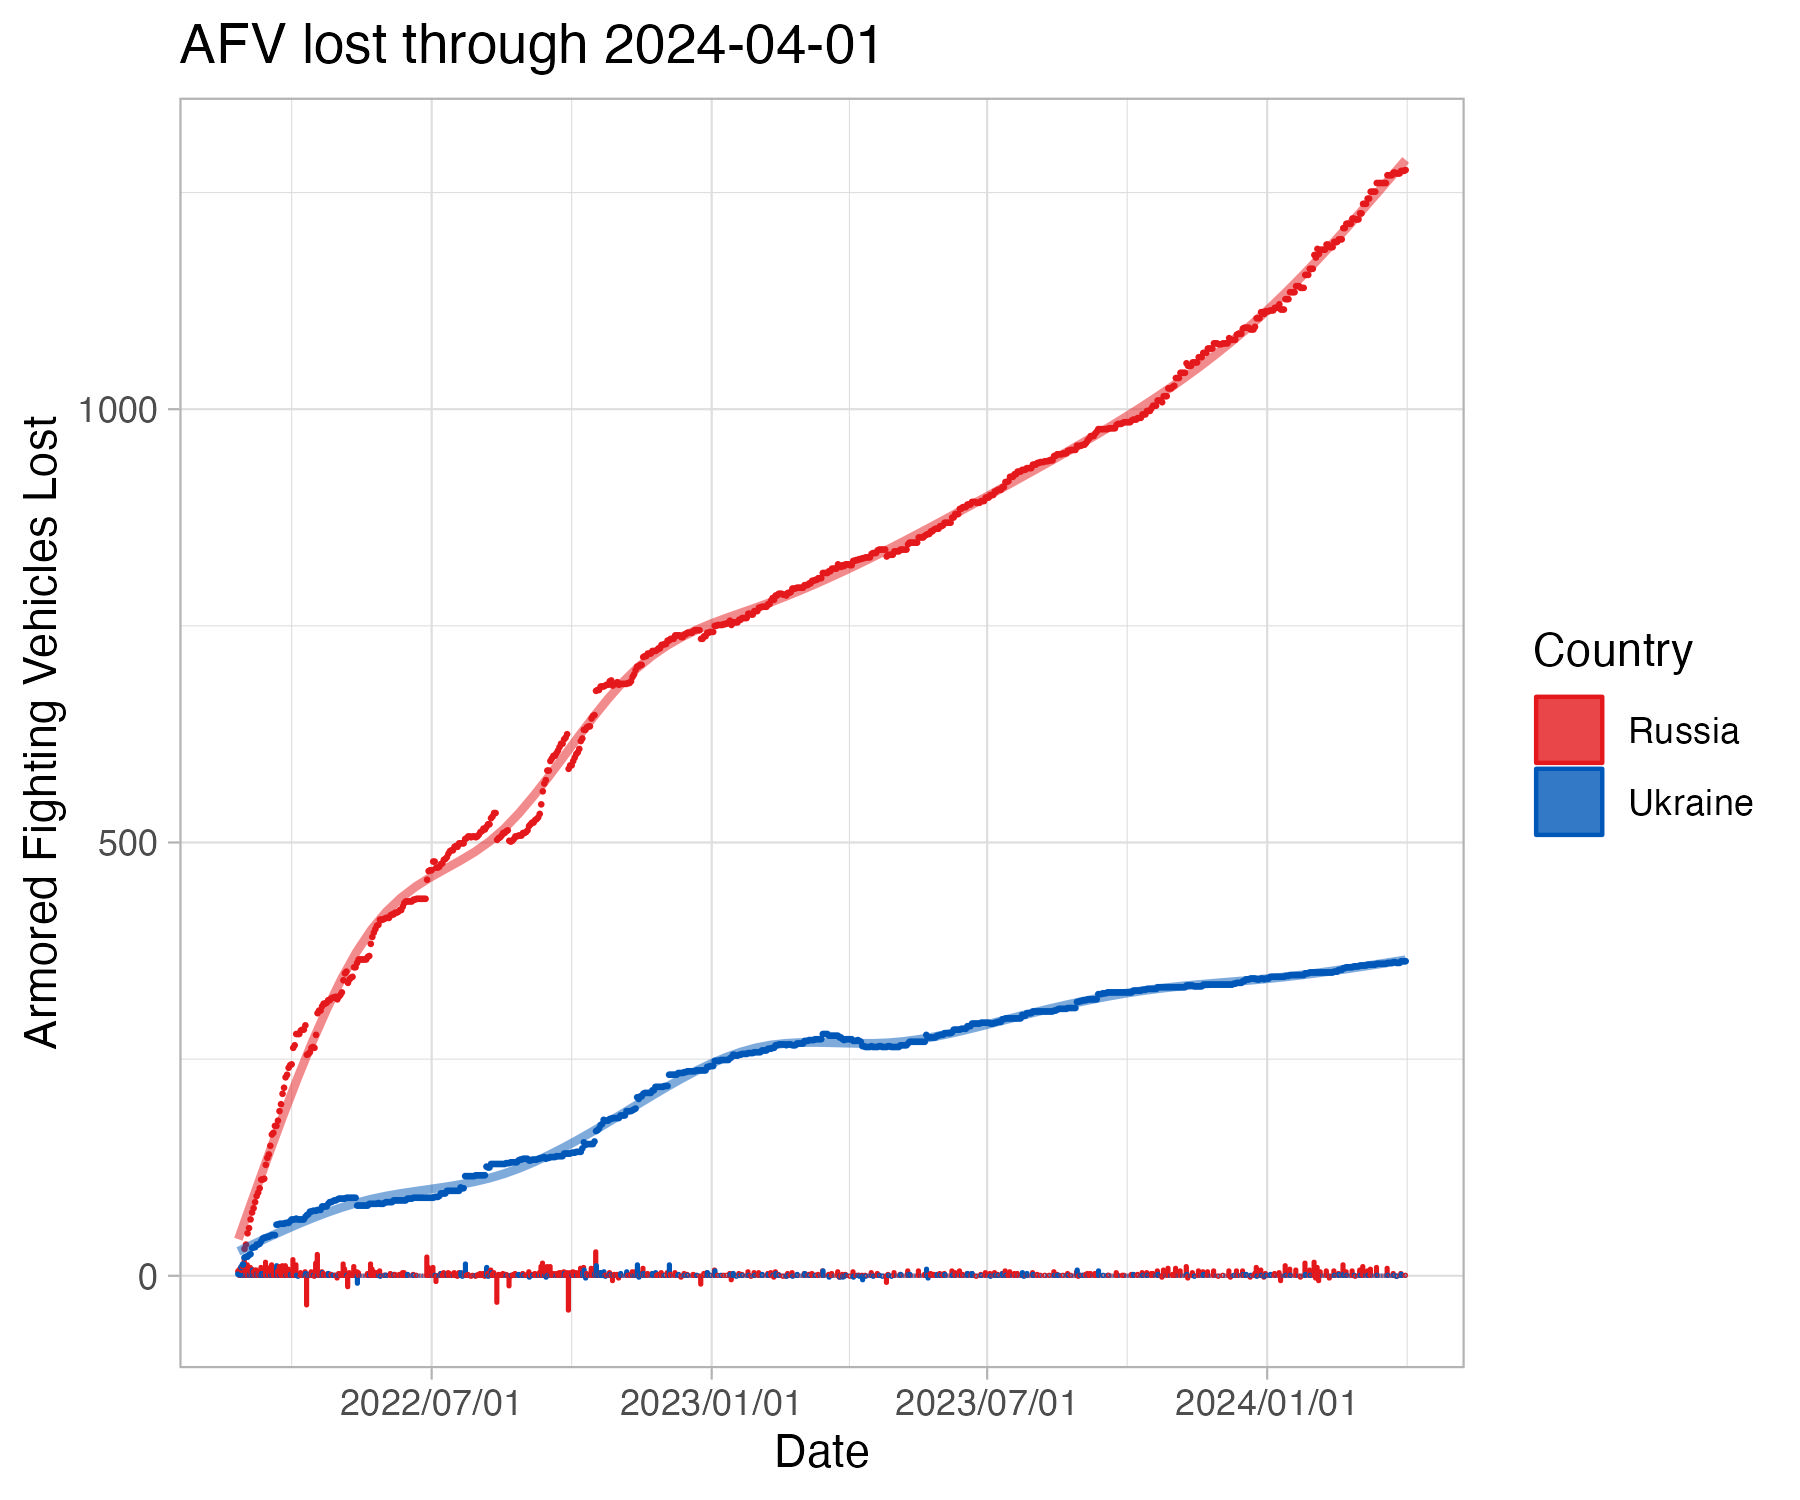 AFV lost through 2024-04-01
Armored Fighting Vehicles Lost
1000
500
0
2022/07/01
2023/01/01
2023/07/01
2024/01/01
Date
Country
Russia
Ukraine